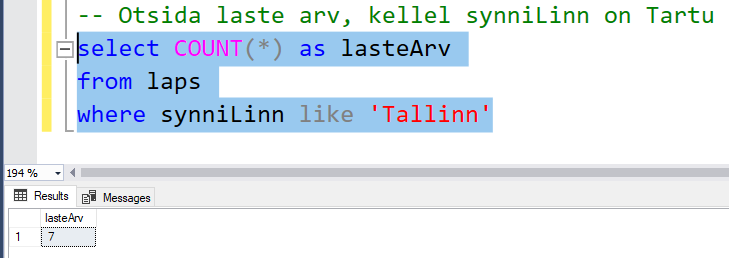 -- Otsida laste arv, kellel synniLinn on Tartu
select COUNT(*) as lasteArv
from laps
where synniLinn like 'Tallinn'
194 %
Results Messages
lasteArv
1 7